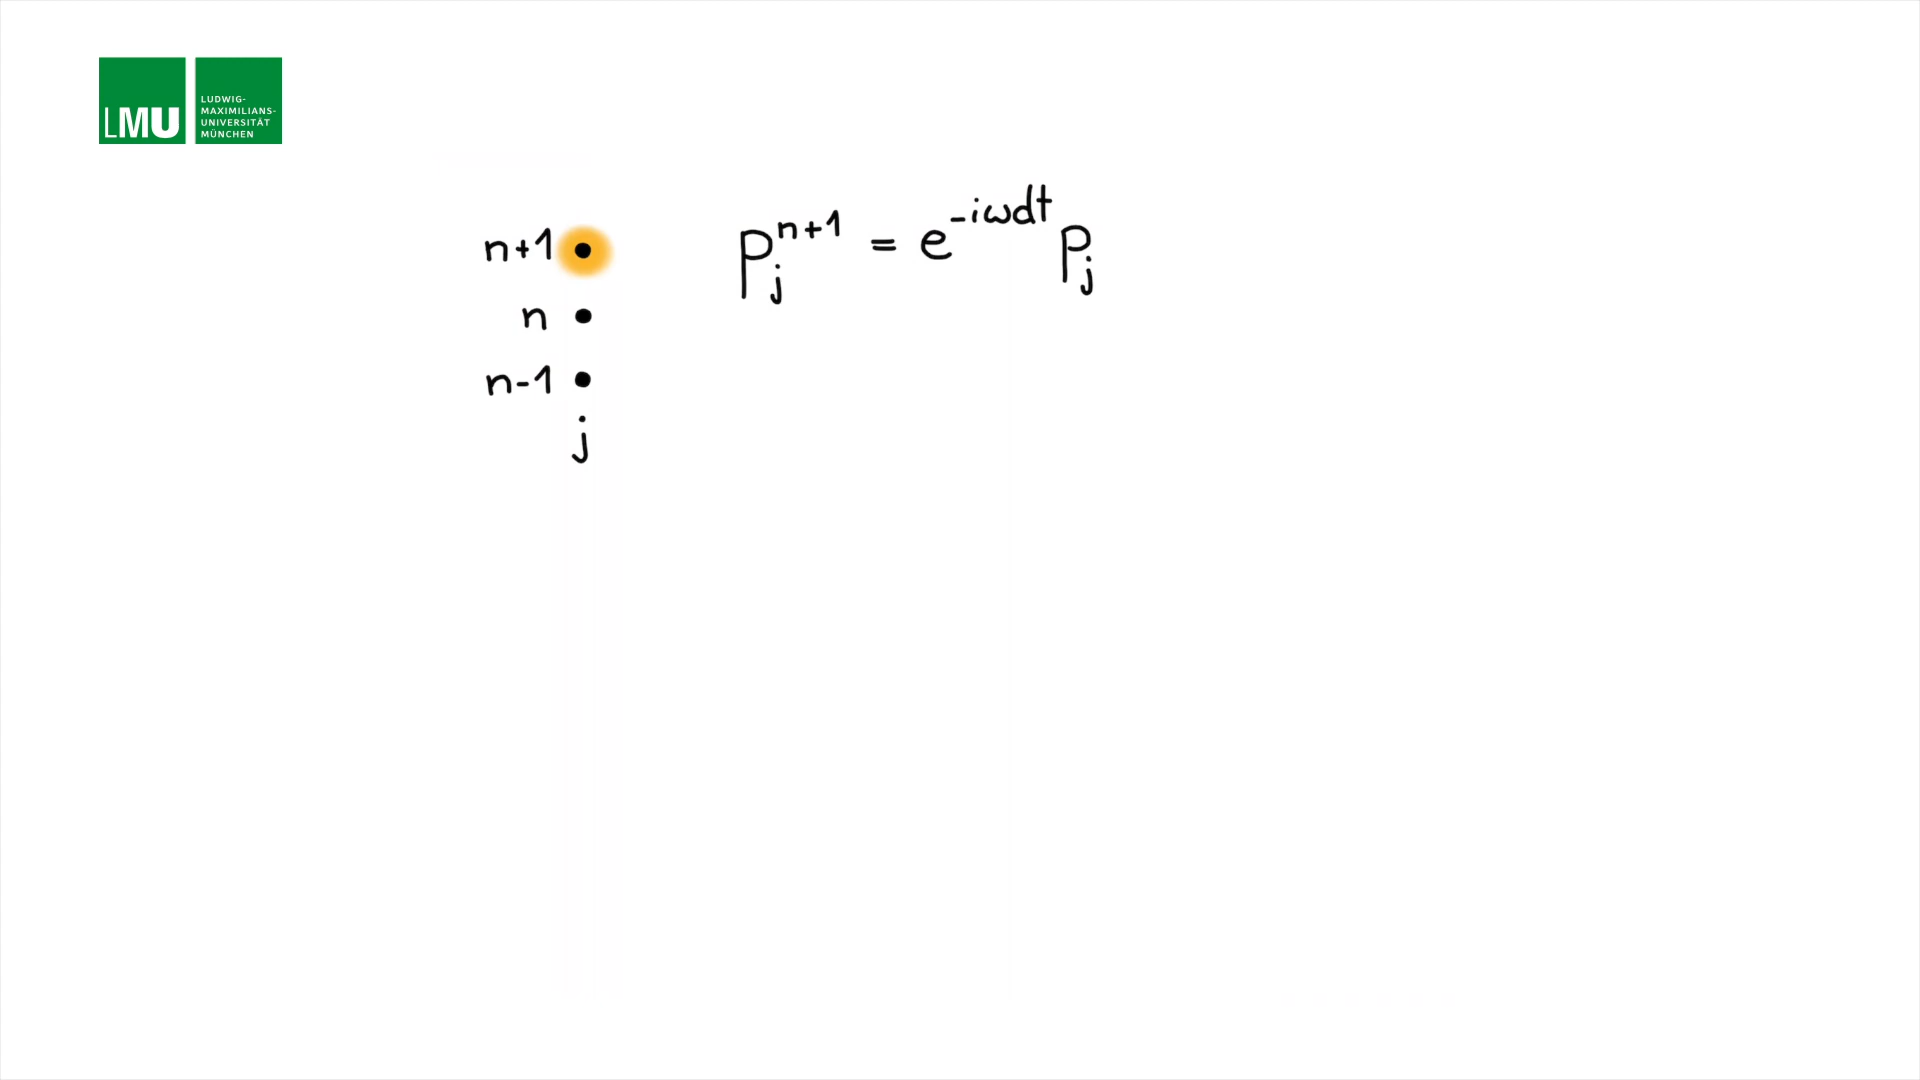 LMU
LUDWIG-
MAXIMILIANS-
UNIVERSITÄT
MÜNCHEN
n+1
n
n-1
j
p_j^{n+1} = e^{-iωdt} p_j